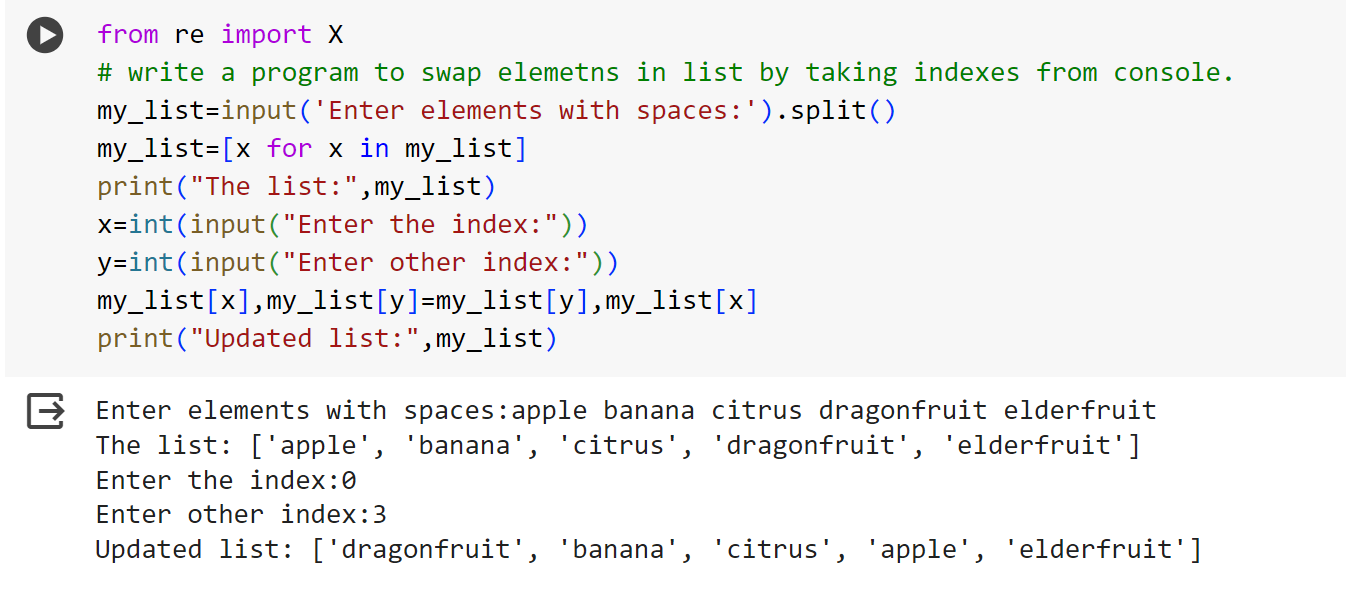 from re import X
# write a program to swap elemetns in list by taking indexes from console.
my_list=input('Enter elements with spaces:').split()
my_list=[x for x in my_list]
print("The list:",my_list)
x=int(input("Enter the index:"))
y=int(input("Enter other index:"))
my_list[x],my_list[y]=my_list[y],my_list[x]
print("Updated list:",my_list)
Enter elements with spaces:apple banana citrus dragonfruit elderfruit
The list: ['apple', 'banana', 'citrus', 'dragonfruit', 'elderfruit']
Enter the index:0
Enter other index:3
Updated list: ['dragonfruit', 'banana', 'citrus', 'apple', 'elderfruit']